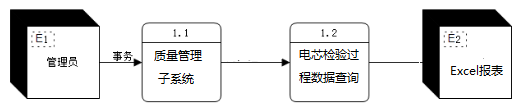 E1
管理员
事务
1.1
质量管理
子系统
1.2
电芯检验过
程数据查询
E2
Excel报表